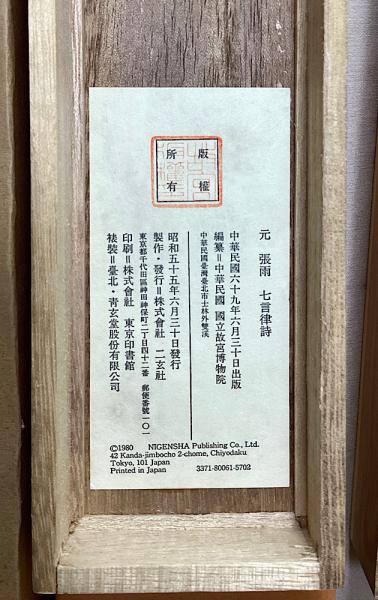 版權
所有
元　張雨　七言律詩
中華民國六十九年六月三十日出版
編纂＝中華民國　國立故宮博物院
中華民國臺灣臺北市士林外雙溪
昭和五十五年六月三十日發行
製作・發行＝株式會社　二玄社
東京都千代田區神田神保町二丁目四十二番　郵便番號一〇一
印刷＝株式會社　東京印書館
裱裝＝臺北・青玄堂股份有限公司
©1980 NIGENSHA Publishing Co., Ltd.
42 Kanda-jimbocho 2-chome, Chiyodaku
Tokyo, 101 Japan
Printed in Japan 3371-80061-5702